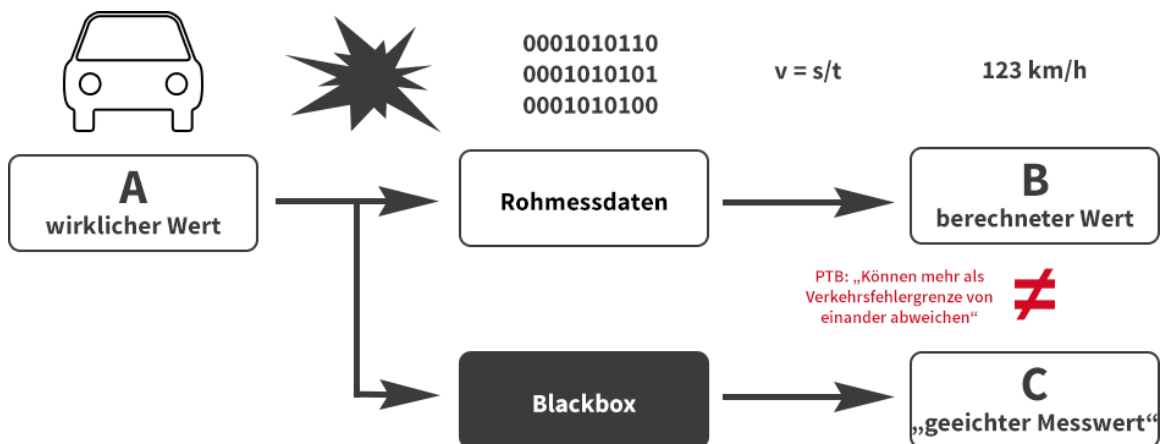 0001010110
0001010101
0001010100
v = s/t
123 km/h
A
wirklicher Wert
Rohmessdaten
B
berechneter Wert
PTB: „Können mehr als
Verkehrsfehlergrenze von
einander abweichen“
≠
Blackbox
C
„geeichter Messwert“